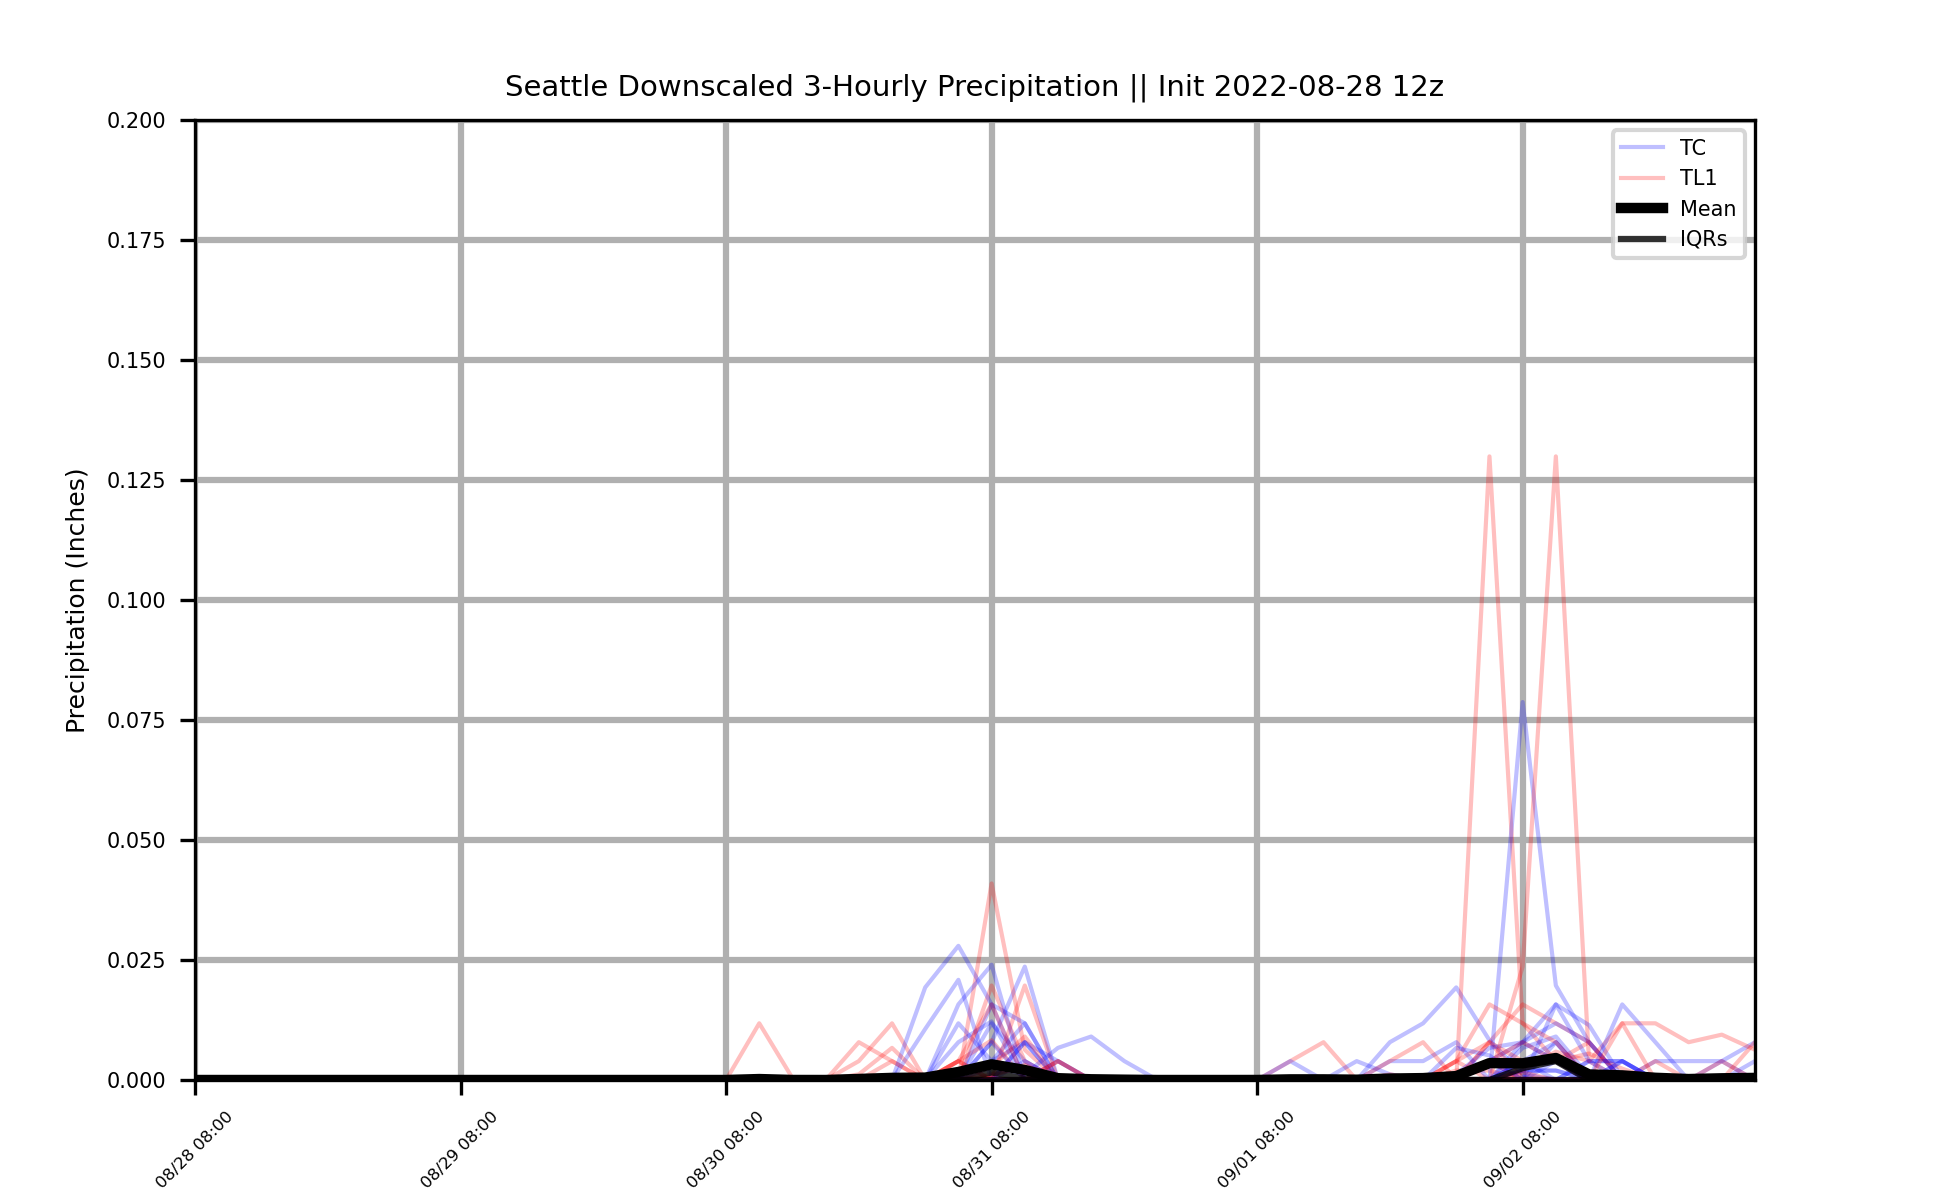 Seattle Downscaled 3-Hourly Precipitation || Init 2022-08-28 12z
TC
TL1
Mean
IQRs
Precipitation (Inches)
0.200
0.175
0.150
0.125
0.100
0.075
0.050
0.025
0.000
08/28 08:00
08/29 08:00
08/30 08:00
08/31 08:00
09/01 08:00
09/02 08:00